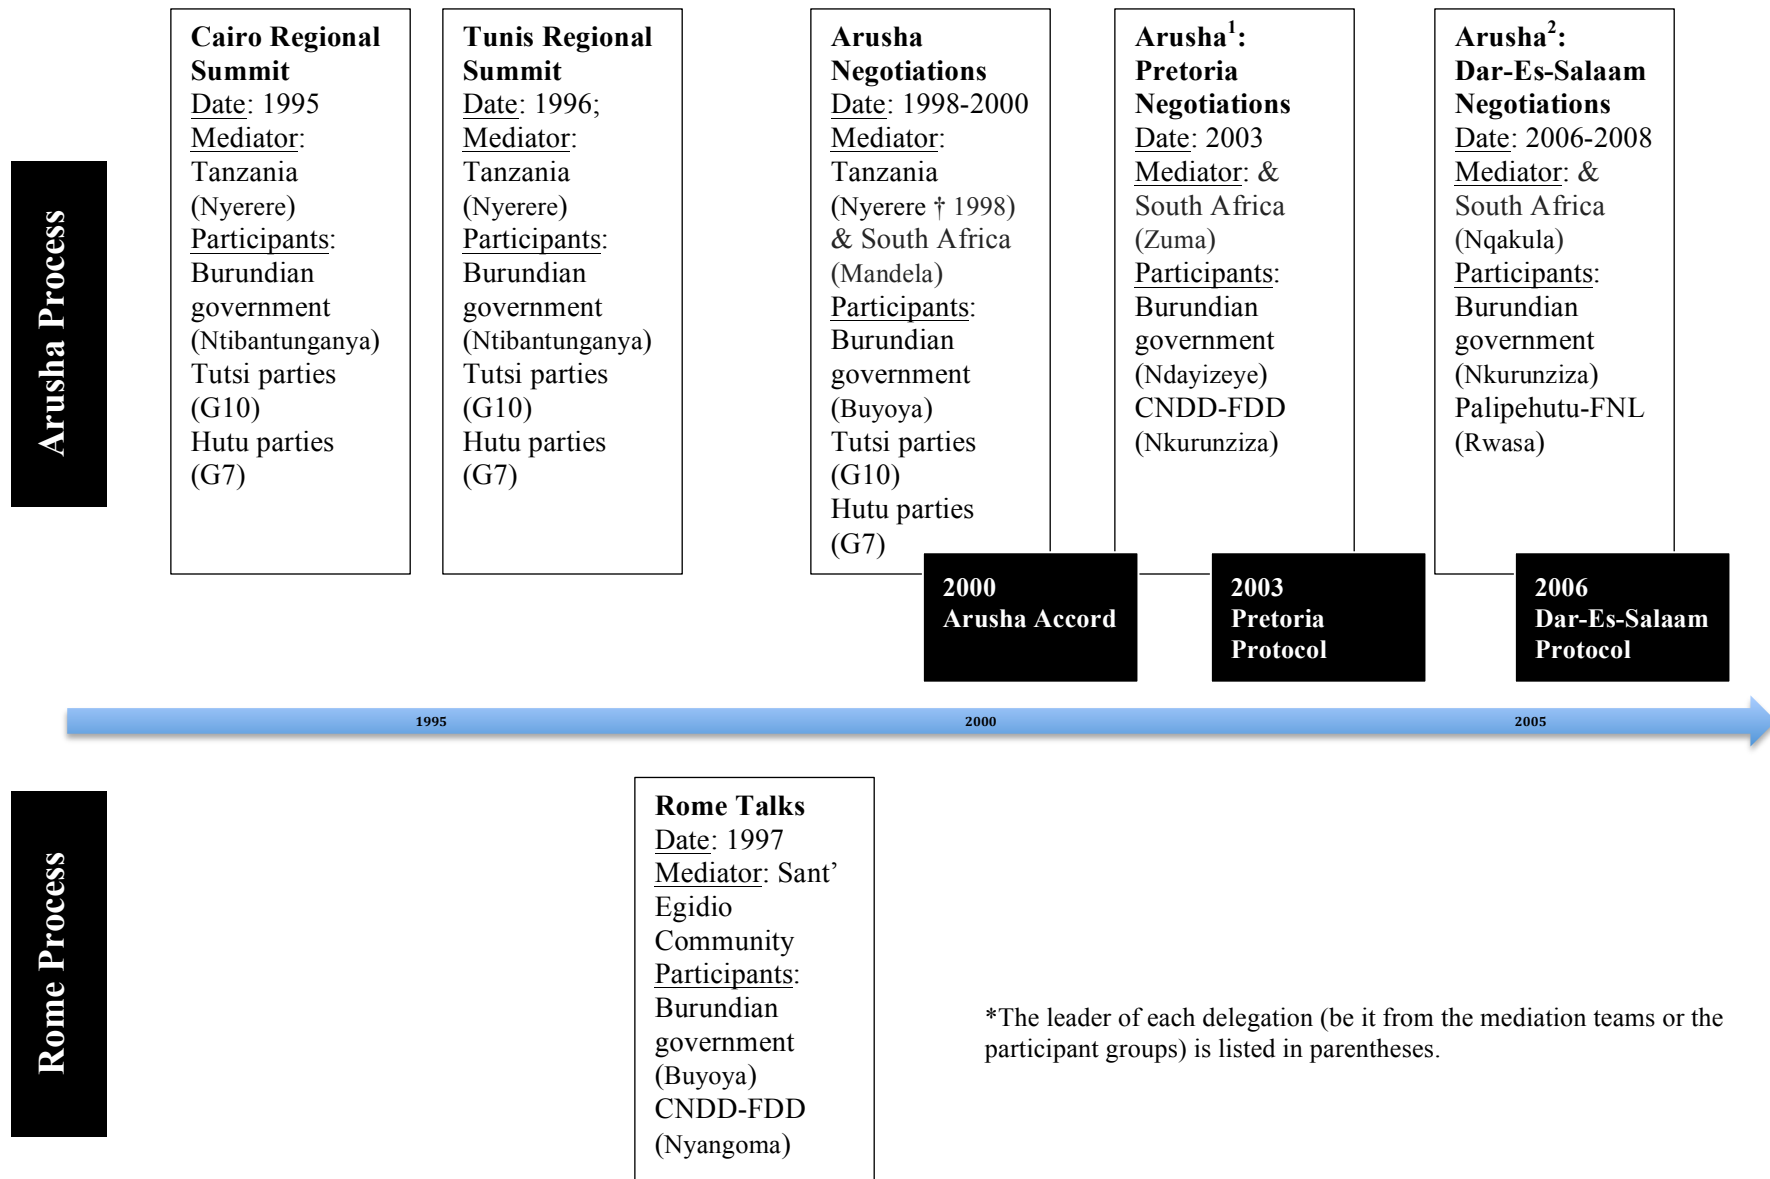 Arusha Process
Cairo Regional
Summit
Date: 1995
Mediator:
Tanzania
(Nyerere)
Participants:
Burundian
government
(Ntibantunganya)
Tutsi parties
(G10)
Hutu parties
(G7)
Tunis Regional
Summit
Date: 1996;
Mediator:
Tanzania
(Nyerere)
Participants:
Burundian
government
(Ntibantunganya)
Tutsi parties
(G10)
Hutu parties
(G7)
Arusha
Negotiations
Date: 1998-2000
Mediator:
Tanzania
(Nyerere † 1998)
& South Africa
(Mandela)
Participants:
Burundian
government
(Buyoya)
Tutsi parties
(G10)
Hutu parties
(G7)
Arusha¹:
Pretoria
Negotiations
Date: 2003
Mediator: &
South Africa
(Zuma)
Participants:
Burundian
government
(Ndayizeye)
CNDD-FDD
(Nkurunziza)
Arusha²:
Dar-Es-Salaam
Negotiations
Date: 2006-2008
Mediator: &
South Africa
(Nqakula)
Participants:
Burundian
government
(Nkurunziza)
Palipehutu-FNL
(Rwasa)
2000
Arusha Accord
2003
Pretoria
Protocol
2006
Dar-Es-Salaam
Protocol
1995
2000
2005
Rome Process
Rome Talks
Date: 1997
Mediator: Sant’
Egidio
Community
Participants:
Burundian
government
(Buyoya)
CNDD-FDD
(Nyangoma)
*The leader of each delegation (be it from the mediation teams or the
participant groups) is listed in parentheses.